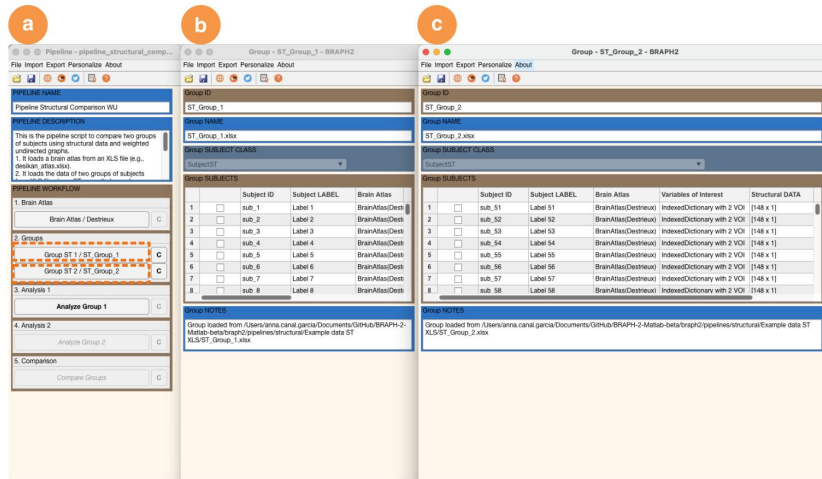 a
b
c
Pipeline - pipeline_structural_comp...
File Import Export Personalize About
PIPELINE NAME
Pipeline Structural Comparison WU
PIPELINE DESCRIPTION
This is the pipeline script to compare two groups
of subjects using structural data and weighted
undirected graphs.
1. It loads a brain atlas from an XLS file (e.g.,
desikan_atlas.xlsx).
2. It loads the data of two groups of subjects
PIPELINE WORKFLOW
1. Brain Atlas
Brain Atlas / Destrieux C
2. Groups
Group ST 1 / ST_Group_1 C
Group ST 2 / ST_Group_2 C
3. Analysis 1
Analyze Group 1 C
4. Analysis 2
Analyze Group 2 C
5. Comparison
Compare Groups C
Group - ST_Group_1 - BRAPH2
File Import Export Personalize About
Group ID
ST_Group_1
Group NAME
ST_Group_1.xlsx
Group SUBJECT CLASS
SubjectST
Group SUBJECTS
Subject ID Subject LABEL Brain Atlas
1 sub_1 Label 1 BrainAtlas(Desti
2 sub_2 Label 2 BrainAtlas(Desti
3 sub_3 Label 3 BrainAtlas(Desti
4 sub_4 Label 4 BrainAtlas(Desti
5 sub_5 Label 5 BrainAtlas(Desti
6 sub_6 Label 6 BrainAtlas(Desti
7 sub_7 Label 7 BrainAtlas(Desti
8 sub_8 Label 8 BrainAtlas(Desti
Group NOTES
Group loaded from /Users/anna.canal.garcia/Documents/GitHub/BRAPH-2-
Matlab-beta/braph2/pipelines/structural/Example data ST
XLS/ST_Group_1.xlsx
Group - ST_Group_2 - BRAPH2
File Import Export Personalize About
Group ID
ST_Group_2
Group NAME
ST_Group_2.xlsx
Group SUBJECT CLASS
SubjectST
Group SUBJECTS
Subject ID Subject LABEL Brain Atlas Variables of Interest Structural DATA
1 sub_51 Label 51 BrainAtlas(Destrieux) IndexedDictionary with 2 VOI [148 x 1]
2 sub_52 Label 52 BrainAtlas(Destrieux) IndexedDictionary with 2 VOI [148 x 1]
3 sub_53 Label 53 BrainAtlas(Destrieux) IndexedDictionary with 2 VOI [148 x 1]
4 sub_54 Label 54 BrainAtlas(Destrieux) IndexedDictionary with 2 VOI [148 x 1]
5 sub_55 Label 55 BrainAtlas(Destrieux) IndexedDictionary with 2 VOI [148 x 1]
6 sub_56 Label 56 BrainAtlas(Destrieux) IndexedDictionary with 2 VOI [148 x 1]
7 sub_57 Label 57 BrainAtlas(Destrieux) IndexedDictionary with 2 VOI [148 x 1]
8 sub_58 Label 58 BrainAtlas(Destrieux) IndexedDictionary with 2 VOI [148 x 1]
Group NOTES
Group loaded from /Users/anna.canal.garcia/Documents/GitHub/BRAPH-2-Matlab-beta/braph2/pipelines/structural/Example data ST
XLS/ST_Group_2.xlsx